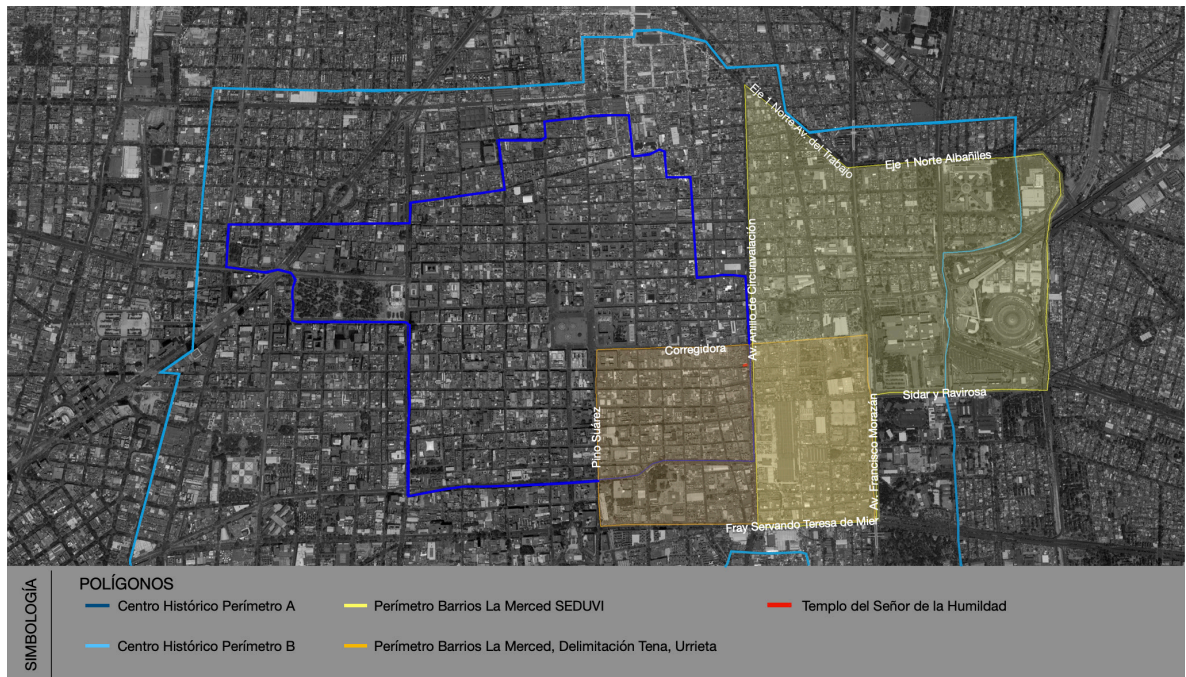 Eje 1 Norte Av. del Trabajo
Eje 1 Norte Albañiles
Av. Anillo de Circunvalación
Corregidora
Sidar y Ravirosa
Pino Suárez
Av. Francisco Morazán
Fray Servando Teresa de Mier
SIMBOLOGÍA
POLÍGONOS
Centro Histórico Perímetro A
Perímetro Barrios La Merced SEDUVI
Templo del Señor de la Humildad
Centro Histórico Perímetro B
Perímetro Barrios La Merced, Delimitación Tena, Urrieta